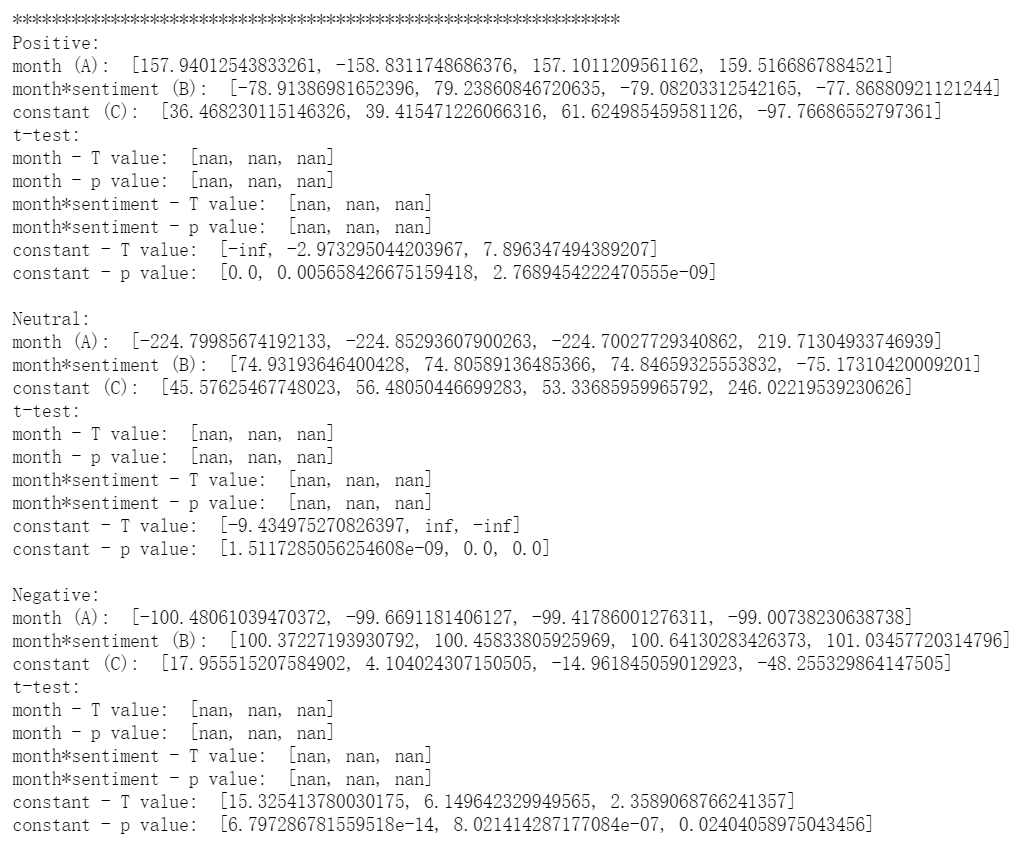 **************************************************************
Positive:
month (A):  [157.94012543833261, -158.8311748686376, 157.1011209561162, 159.5166867884521]
month*sentiment (B):  [-78.91386981652396, 79.23860846720635, -79.08203312542165, -77.86880921121244]
constant (C):  [36.468230115146326, 39.415471226066316, 61.624985459581126, -97.76686552797361]
t-test:
month - T value:  [nan, nan, nan]
month - p value:  [nan, nan, nan]
month*sentiment - T value:  [nan, nan, nan]
month*sentiment - p value:  [nan, nan, nan]
constant - T value:  [-inf, -2.973295044203967, 7.896347494389207]
constant - p value:  [0.0, 0.005658426675159418, 2.7689454222470555e-09]

Neutral:
month (A):  [-224.79985674192133, -224.85293607900263, -224.70027729340862, 219.71304933746939]
month*sentiment (B):  [74.93193646400428, 74.80589136485366, 74.84659325553832, -75.17310420009201]
constant (C):  [45.57625467748023, 56.48050446699283, 53.33685959965792, 246.02219539230626]
t-test:
month - T value:  [nan, nan, nan]
month - p value:  [nan, nan, nan]
month*sentiment - T value:  [nan, nan, nan]
month*sentiment - p value:  [nan, nan, nan]
constant - T value:  [-9.434975270826397, inf, -inf]
constant - p value:  [1.5117285056254608e-09, 0.0, 0.0]

Negative:
month (A):  [-100.48061039470372, -99.6691181406127, -99.41786001276311, -99.00738230638738]
month*sentiment (B):  [100.37227193930792, 100.45833805925969, 100.64130283426373, 101.03457720314796]
constant (C):  [17.955515207584902, 4.104024307150505, -14.961845059012923, -48.255329864147505]
t-test:
month - T value:  [nan, nan, nan]
month - p value:  [nan, nan, nan]
month*sentiment - T value:  [nan, nan, nan]
month*sentiment - p value:  [nan, nan, nan]
constant - T value:  [15.325413780030175, 6.149642329949565, 2.3589068766241357]
constant - p value:  [6.797286781559518e-14, 8.021414287177084e-07, 0.02404058975043456]